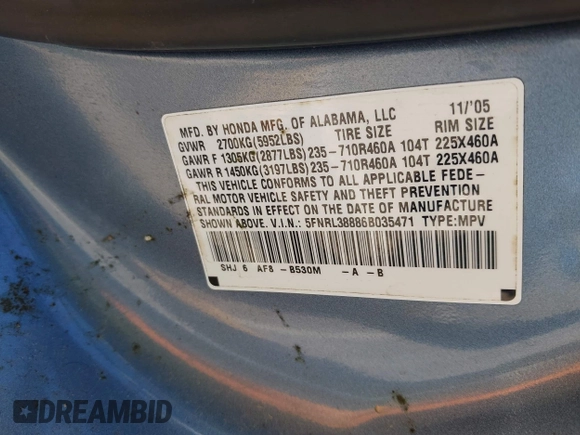 MFD. BY HONDA MFG. OF ALABAMA, LLC 11/'05
GVWR 2700KG(5952LBS) TIRE SIZE RIM SIZE
GAWR F 1305KG(2877LBS)235-710R460A 104T 225X460A
GAWR R 1450KG(3197LBS)235-710R460A 104T 225X460A
THIS VEHICLE CONFORMS TO ALL APPLICABLE FEDE-
RAL MOTOR VEHICLE SAFETY AND THEFT PREVENTION
STANDARDS IN EFFECT ON THE DATE OF MANUFACTURE
SHOWN ABOVE. V.I.N.: 5FNRL38886B035471 TYPE:MPV
SHJ 6 AF8 -B530M -A -B
DREAMBID